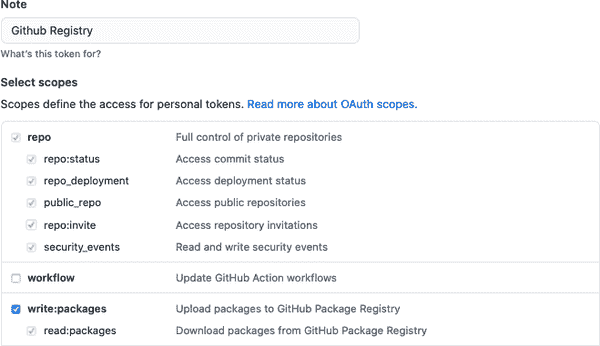 Note
Github Registry
What's this token for?
Select scopes
Scopes define the access for personal tokens. Read more about OAuth scopes.
repo Full control of private repositories
repo:status Access commit status
repo_deployment Access deployment status
public_repo Access public repositories
repo:invite Access repository invitations
security_events Read and write security events
workflow Update GitHub Action workflows
write:packages Upload packages to GitHub Package Registry
read:packages Download packages from GitHub Package Registry